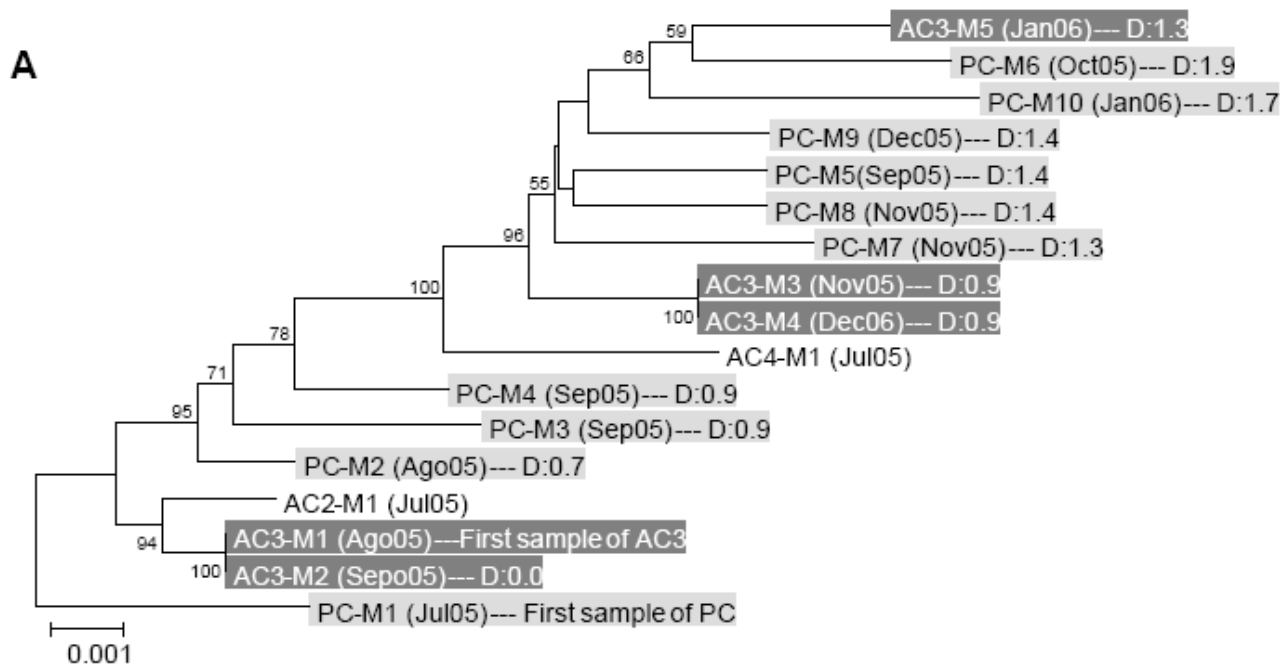 A
59
AC3-M5 (Jan06)--- D:1.3
66
PC-M6 (Oct05)--- D:1.9
PC-M10 (Jan06)--- D:1.7
PC-M9 (Dec05)--- D:1.4
PC-M5(Sep05)--- D:1.4
55
PC-M8 (Nov05)--- D:1.4
96
PC-M7 (Nov05)--- D:1.3
AC3-M3 (Nov05)--- D:0.9
100
100
AC3-M4 (Dec06)--- D:0.9
78
AC4-M1 (Jul05)
71
PC-M4 (Sep05)--- D:0.9
95
PC-M3 (Sep05)--- D:0.9
PC-M2 (Ago05)--- D:0.7
AC2-M1 (Jul05)
94
AC3-M1 (Ago05)---First sample of AC3
100
AC3-M2 (Sepo05)--- D:0.0
PC-M1 (Jul05)--- First sample of PC
0.001